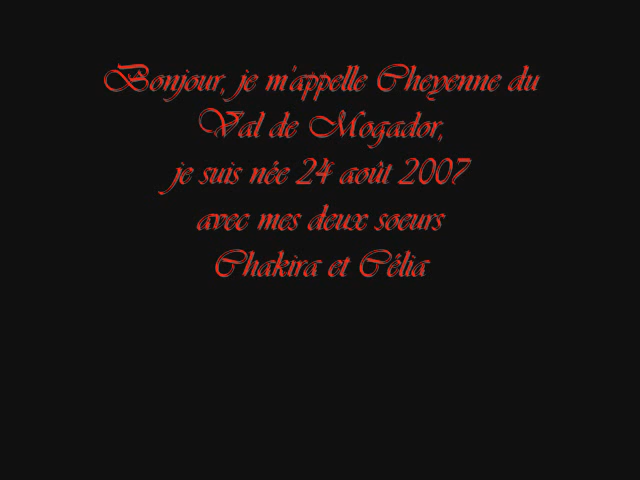 Bonjour, je m'appelle Cheyenne du
Val de Mogador,
je suis née 24 août 2007
avec mes deux soeurs
Chakira et Célia